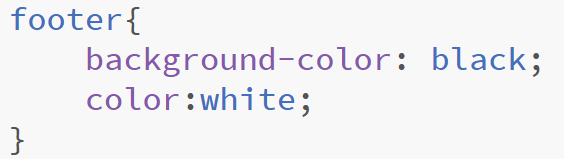 footer{
    background-color: black;
    color:white;
}